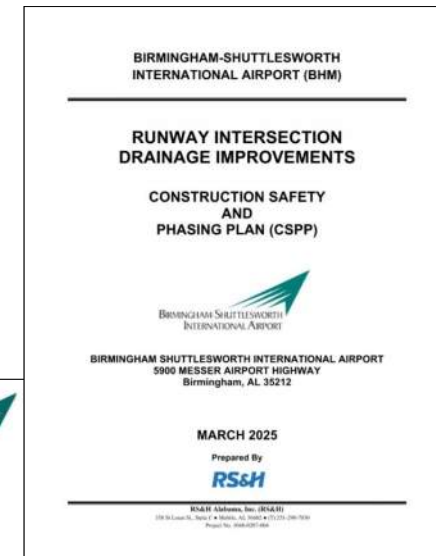 BIRMINGHAM-SHUTTLESWORTH
INTERNATIONAL AIRPORT (BHM)
RUNWAY INTERSECTION
DRAINAGE IMPROVEMENTS
CONSTRUCTION SAFETY
AND
PHASING PLAN (CSPP)
BIRMINGHAM SHUTTLESWORTH
INTERNATIONAL AIRPORT
BIRMINGHAM SHUTTLESWORTH INTERNATIONAL AIRPORT
5900 MESSER AIRPORT HIGHWAY
Birmingham, AL 35212
MARCH 2025
Prepared By
RS&H
RS&H Alabama, Inc. (RS&H)